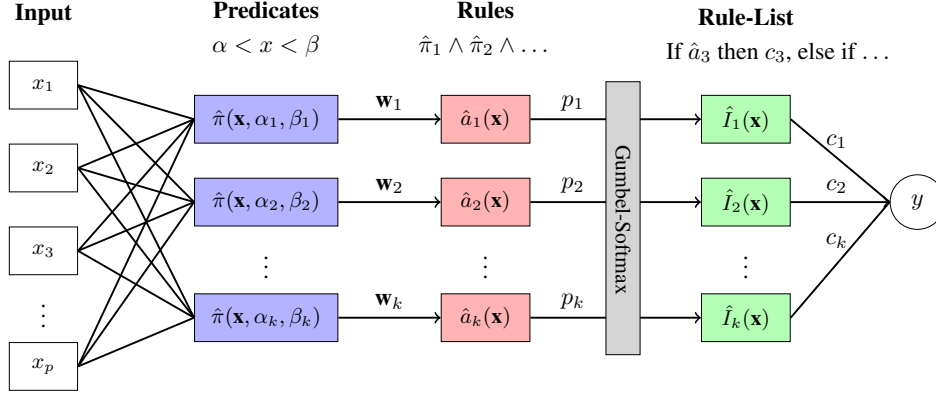 Input
Predicates
Rules
Rule-List
α < x < β
π̂₁ ∧ π̂₂ ∧ …
If â₃ then c₃, else if …
x₁
x₂
x₃
⋮
xₚ
π̂(x, α₁, β₁)
π̂(x, α₂, β₂)
⋮
π̂(x, αₖ, βₖ)
w₁
w₂
wₖ
â₁(x)
â₂(x)
⋮
âₖ(x)
p₁
p₂
pₖ
Gumbel-Softmax
Î₁(x)
Î₂(x)
⋮
Îₖ(x)
c₁
c₂
cₖ
y